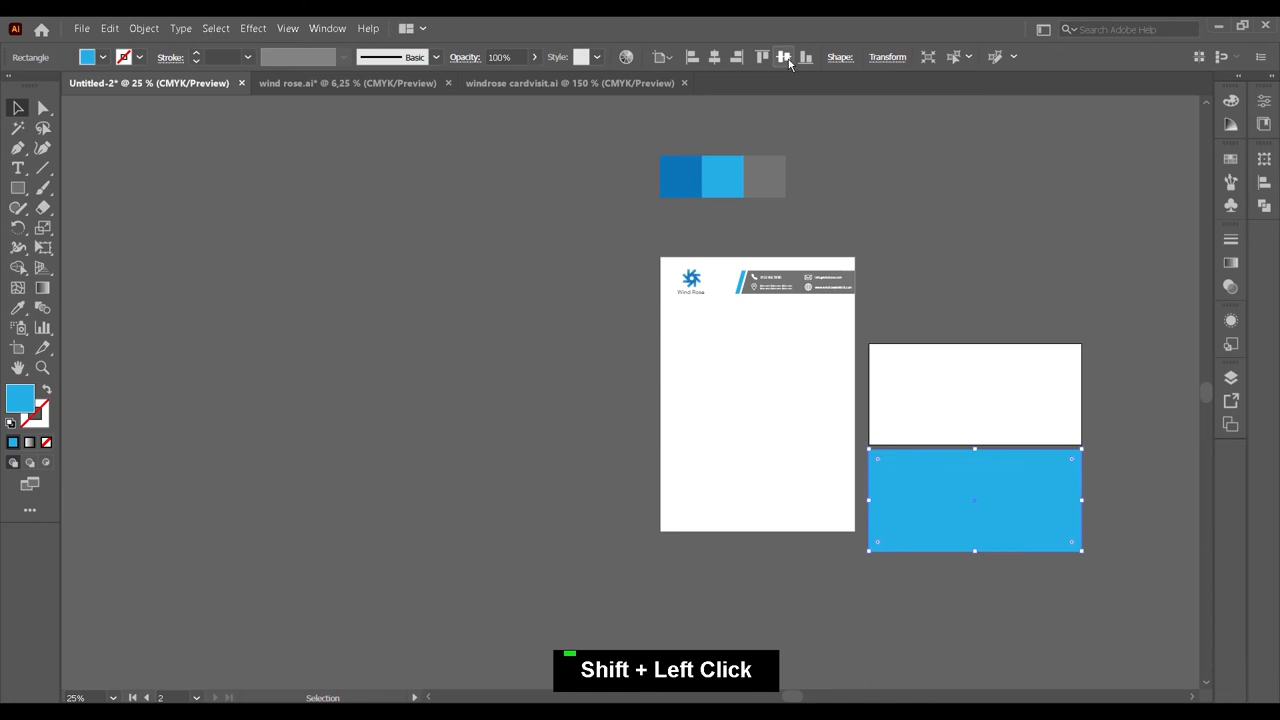 Ai File Edit Object Type Select Effect View Window Help Search Adobe Help
Rectangle Stroke: Basic Opacity: 100% Style: Shape: Transform
Untitled-2* @ 25 % (CMYK/Preview) × wind rose.ai* @ 6,25 % (CMYK/Preview) × windrose cardvisit.ai @ 150 % (CMYK/Preview) ×
Wind Rose
Shift + Left Click
25% 2 Selection